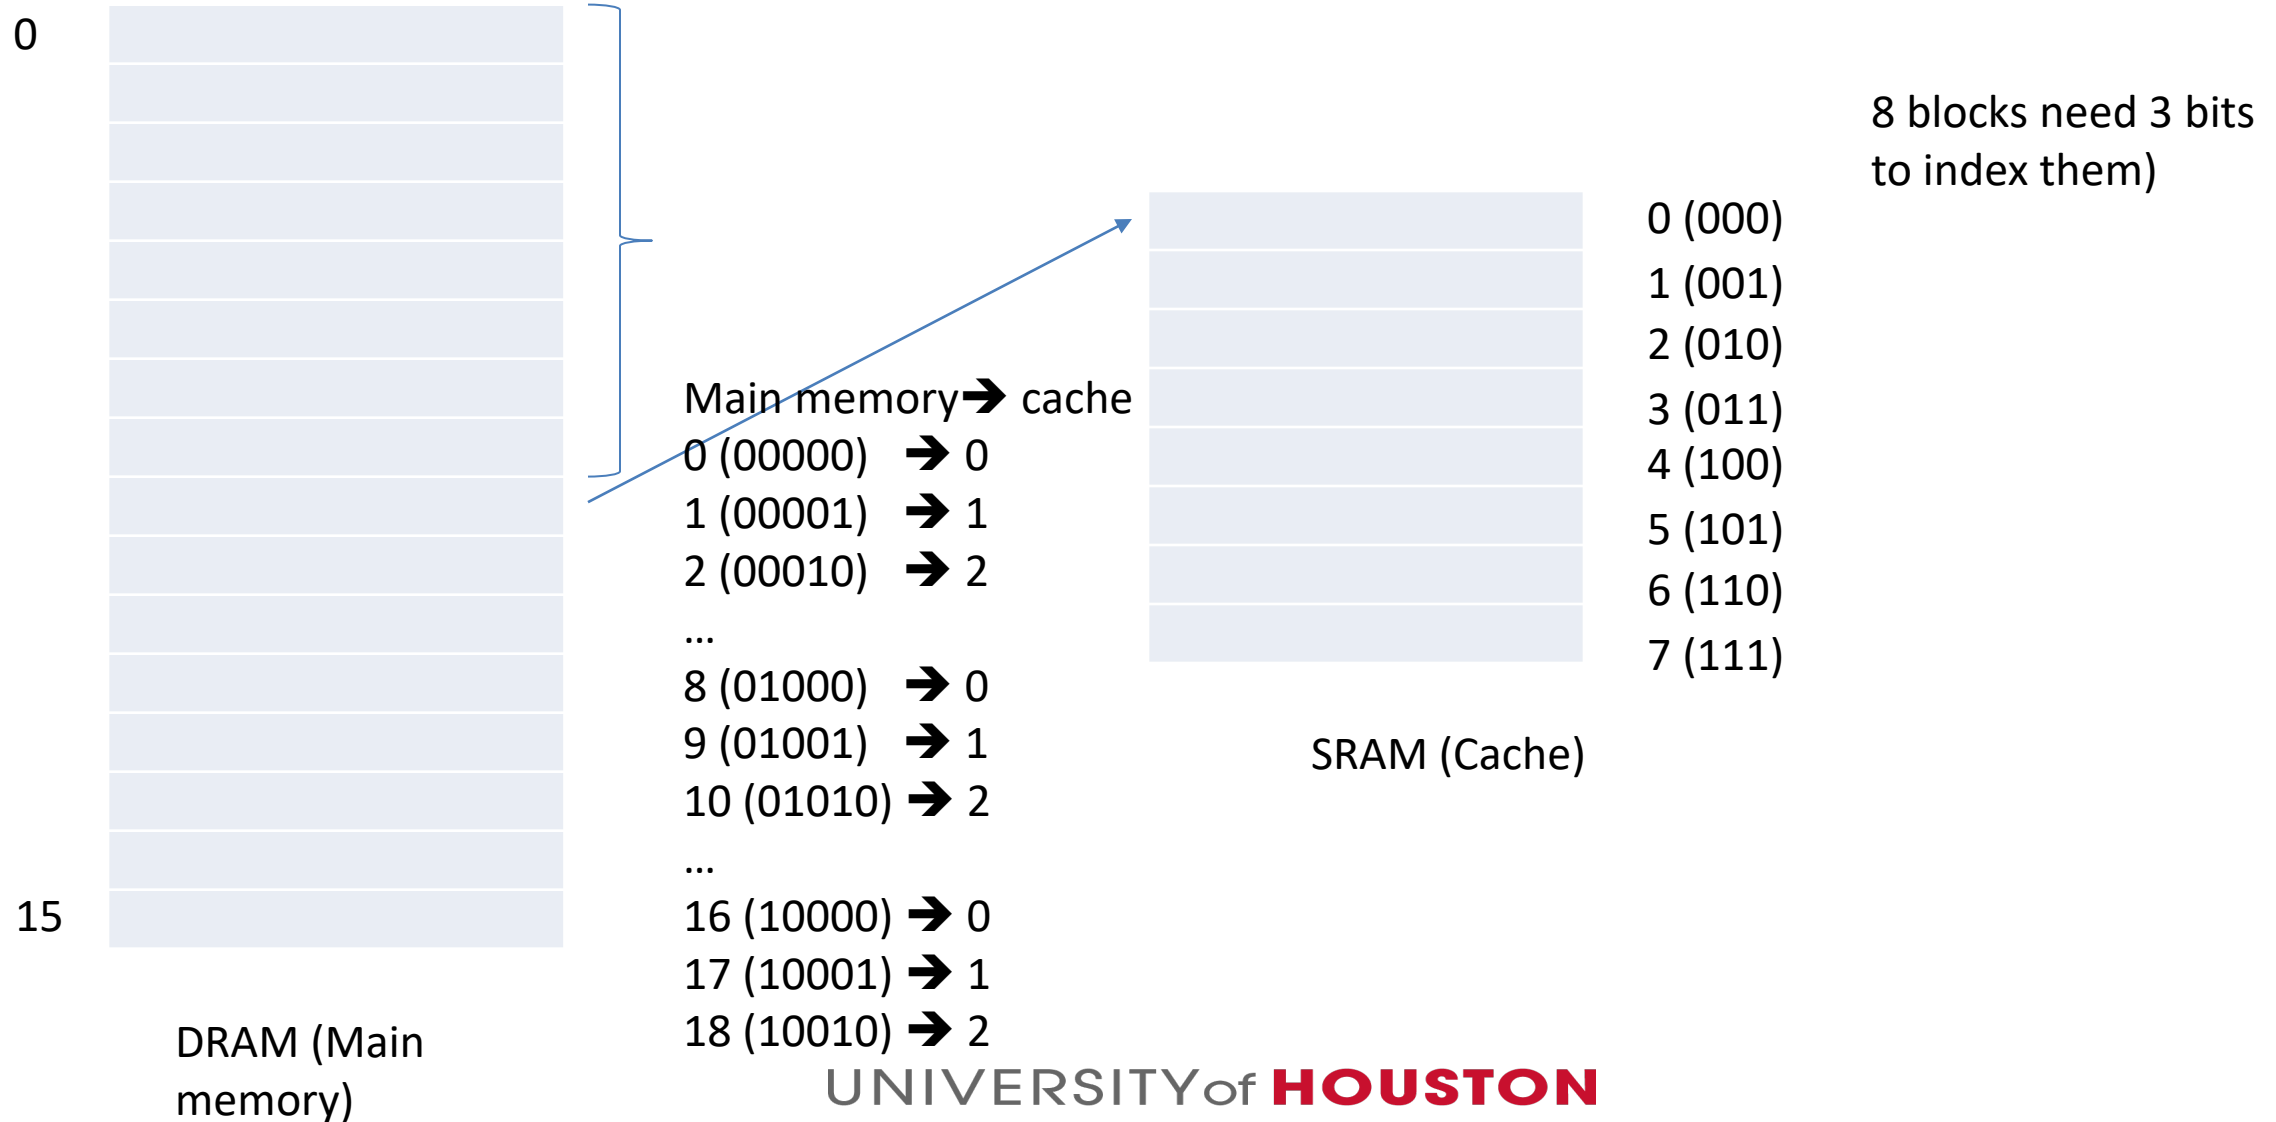 0
15
DRAM (Main
memory)
Main memory➔ cache
0 (00000) ➔ 0
1 (00001) ➔ 1
2 (00010) ➔ 2
…
8 (01000) ➔ 0
9 (01001) ➔ 1
10 (01010) ➔ 2
…
16 (10000) ➔ 0
17 (10001) ➔ 1
18 (10010) ➔ 2
8 blocks need 3 bits
to index them)
0 (000)
1 (001)
2 (010)
3 (011)
4 (100)
5 (101)
6 (110)
7 (111)
SRAM (Cache)
UNIVERSITY of HOUSTON